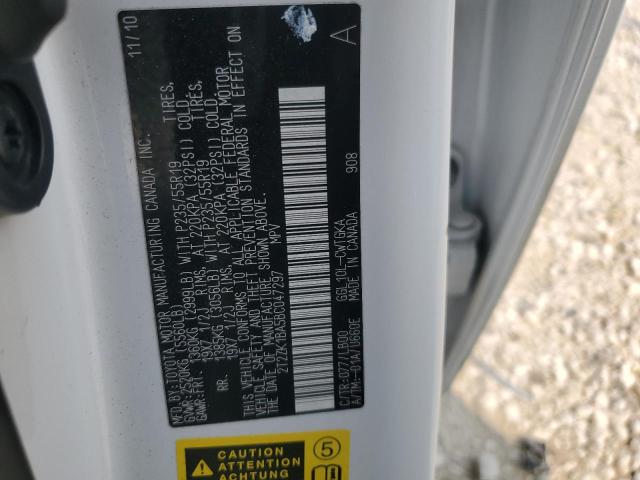 MFD.BY:TOYOTA MOTOR MANUFACTURING CANADA INC. 11/10
GVWR:2520KG (5560LB)
GAWR:FRT. 1360KG (2999LB) WITH P235/55R19 TIRES,
19X7 1/2J RIMS, AT 220KPA (32PSI) COLD.
RR. 1385KG (3056LB) WITH P235/55R19 TIRES,
19X7 1/2J RIMS, AT 220KPA (32PSI) COLD.
THIS VEHICLE CONFORMS TO ALL APPLICABLE FEDERAL MOTOR
VEHICLE SAFETY AND THEFT PREVENTION STANDARDS IN EFFECT ON
THE DATE OF MANUFACTURE SHOWN ABOVE.
2T2ZK1BA5BC047297 MPV
A
C/TR:077/LB00 GGL10L-CWTGKA 908
A/TM:-01A/U660E MADE IN CANADA
CAUTION
ATTENTION
ACHTUNG
5